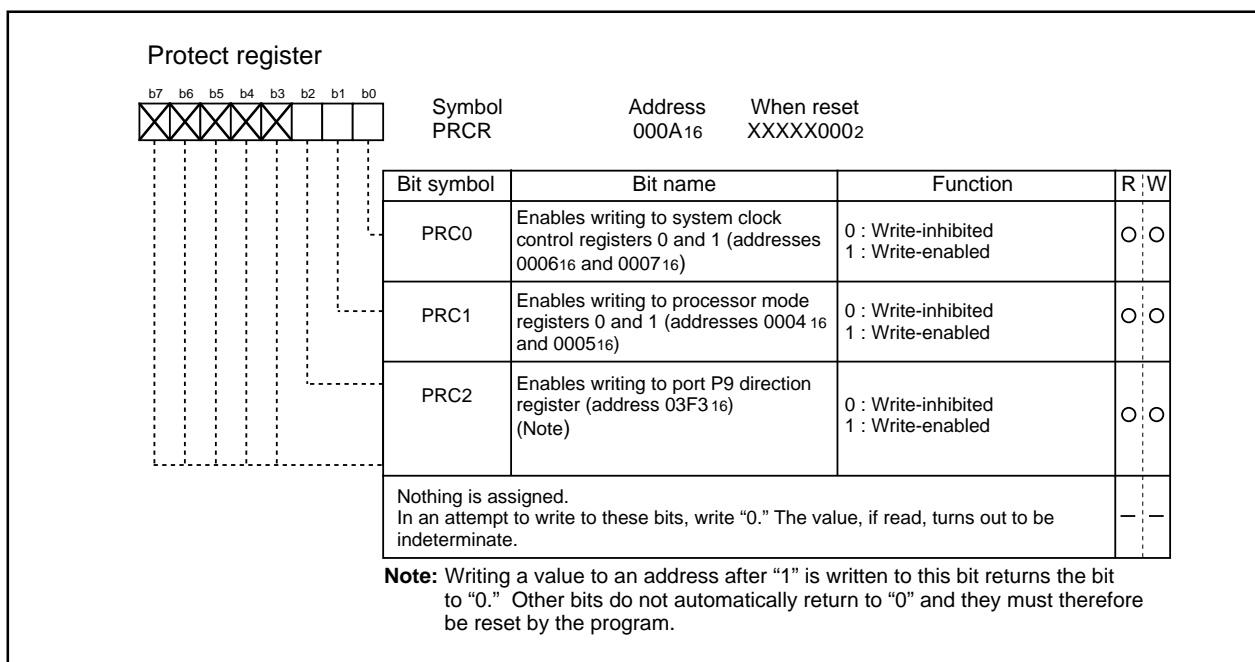 Protect register
b7 b6 b5 b4 b3 b2 b1 b0
Symbol Address When reset
PRCR 000A16 XXXXX0002
Bit symbol Bit name Function R W
PRC0
Enables writing to system clock
control registers 0 and 1 (addresses
000616 and 000716)
0 : Write-inhibited
1 : Write-enabled
PRC1
Enables writing to processor mode
registers 0 and 1 (addresses 0004 16
and 000516)
0 : Write-inhibited
1 : Write-enabled
PRC2
Enables writing to port P9 direction
register (address 03F3 16)
(Note)
0 : Write-inhibited
1 : Write-enabled
Nothing is assigned.
In an attempt to write to these bits, write “0.” The value, if read, turns out to be
indeterminate.
Note: Writing a value to an address after “1” is written to this bit returns the bit
to “0.” Other bits do not automatically return to “0” and they must therefore
be reset by the program.